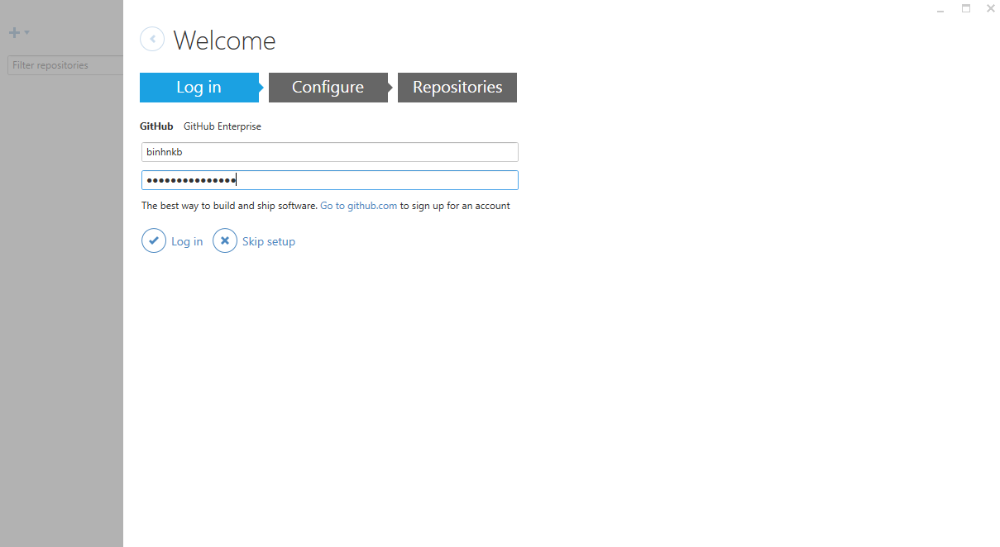 Welcome
Filter repositories
Log in Configure Repositories
GitHub GitHub Enterprise
binhnkb
●●●●●●●●●●●●●●●
The best way to build and ship software. Go to github.com to sign up for an account
Log in Skip setup